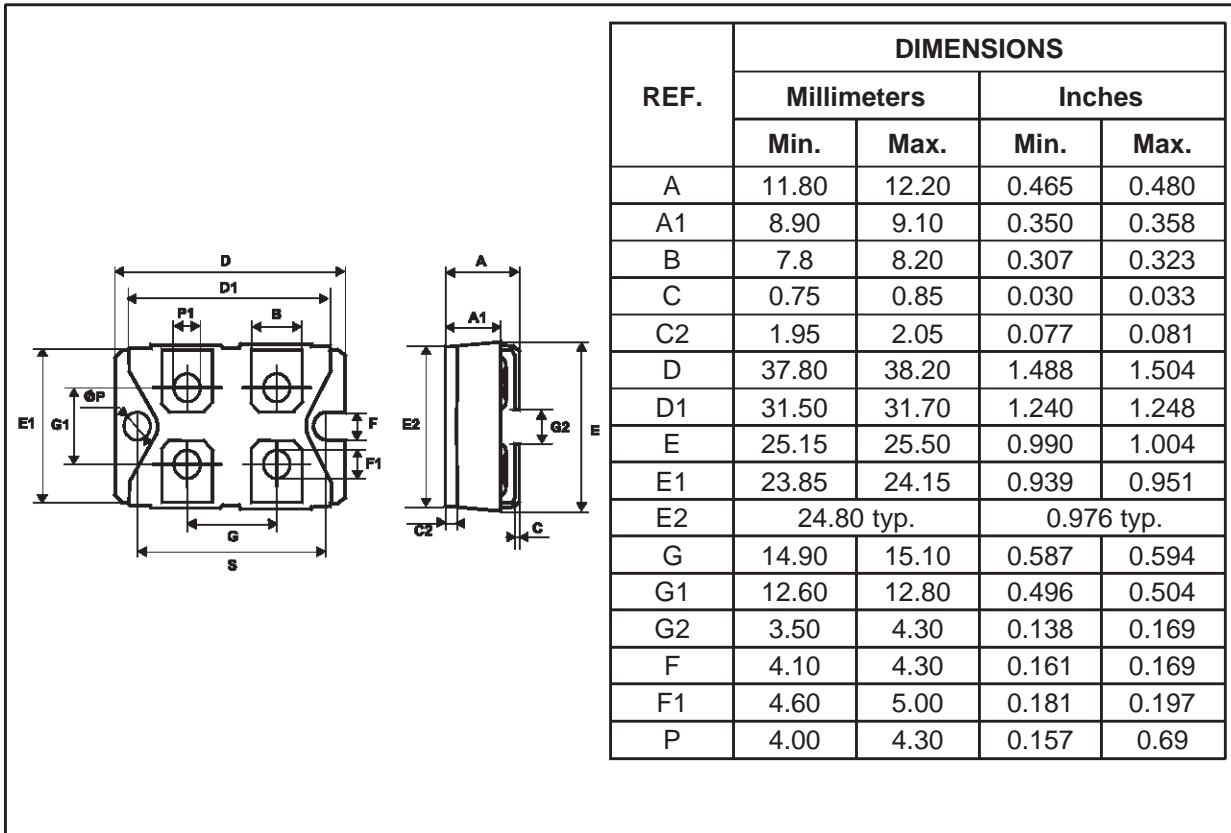 D
D1
P1
B
ØP
E1
G1
F
F1
G
S
A
A1
E2
G2
E
C2
C
REF.
DIMENSIONS
Millimeters Inches
Min. Max. Min. Max.
A 11.80 12.20 0.465 0.480
A1 8.90 9.10 0.350 0.358
B 7.8 8.20 0.307 0.323
C 0.75 0.85 0.030 0.033
C2 1.95 2.05 0.077 0.081
D 37.80 38.20 1.488 1.504
D1 31.50 31.70 1.240 1.248
E 25.15 25.50 0.990 1.004
E1 23.85 24.15 0.939 0.951
E2 24.80 typ. 0.976 typ.
G 14.90 15.10 0.587 0.594
G1 12.60 12.80 0.496 0.504
G2 3.50 4.30 0.138 0.169
F 4.10 4.30 0.161 0.169
F1 4.60 5.00 0.181 0.197
P 4.00 4.30 0.157 0.69